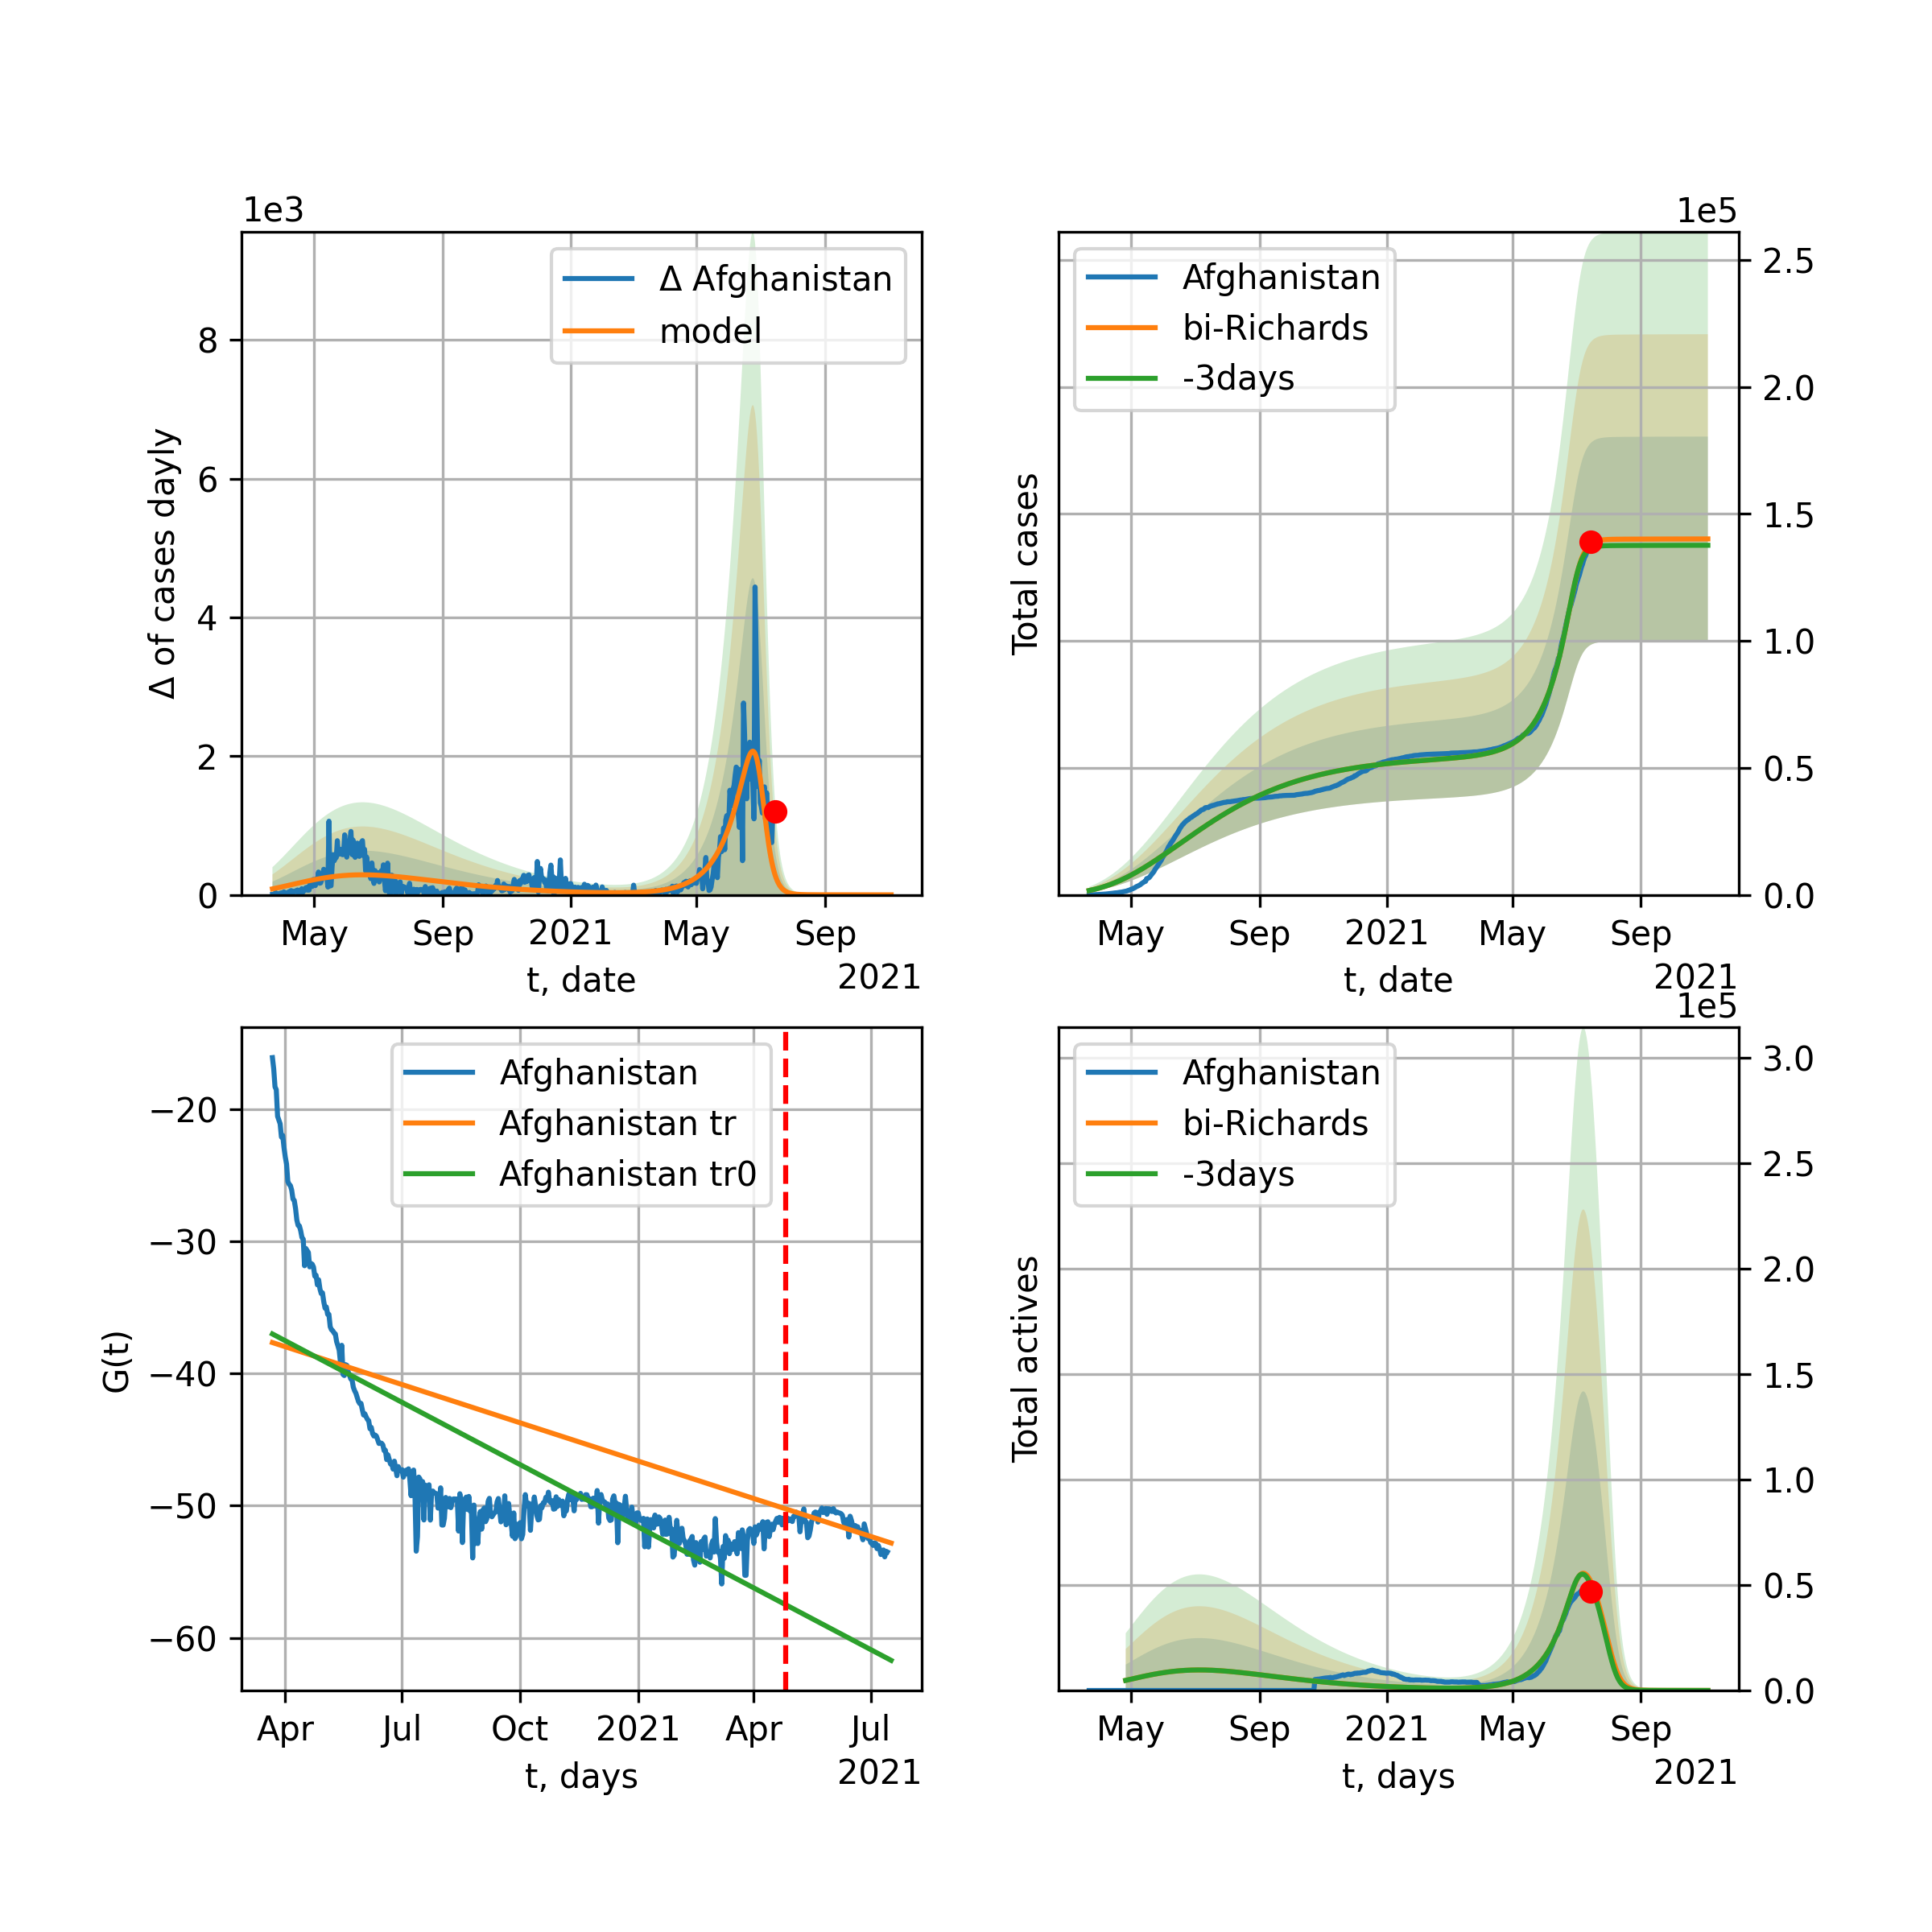 1e3
Δ Afghanistan
model
8
6
4
2
0
Δ of cases dayly
May Sep 2021 May Sep
2021
t, date
1e5
Afghanistan
bi-Richards
-3days
2.5
2.0
1.5
1.0
0.5
0.0
Total cases
May Sep 2021 May Sep
2021
t, date
Afghanistan
Afghanistan tr
Afghanistan tr0
−20
−30
−40
−50
−60
G(t)
Apr Jul Oct 2021 Apr Jul
2021
t, days
1e5
Afghanistan
bi-Richards
-3days
3.0
2.5
2.0
1.5
1.0
0.5
0.0
Total actives
May Sep 2021 May Sep
2021
t, days